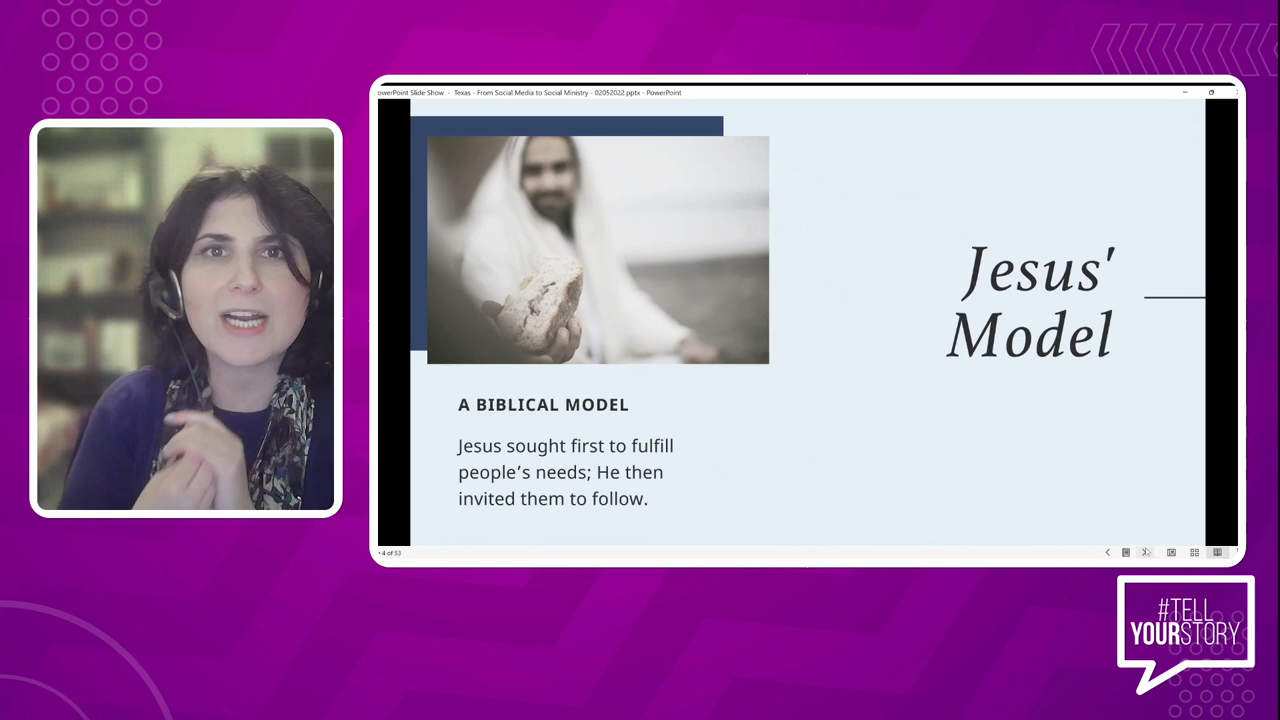 owerPoint Slide Show - Texas - From Social Media to Social Ministry - 02052022.pptx - PowerPoint
Jesus'
Model
A BIBLICAL MODEL
Jesus sought first to fulfill
people's needs; He then
invited them to follow.
4 of 53
#TELL
YOURSTORY